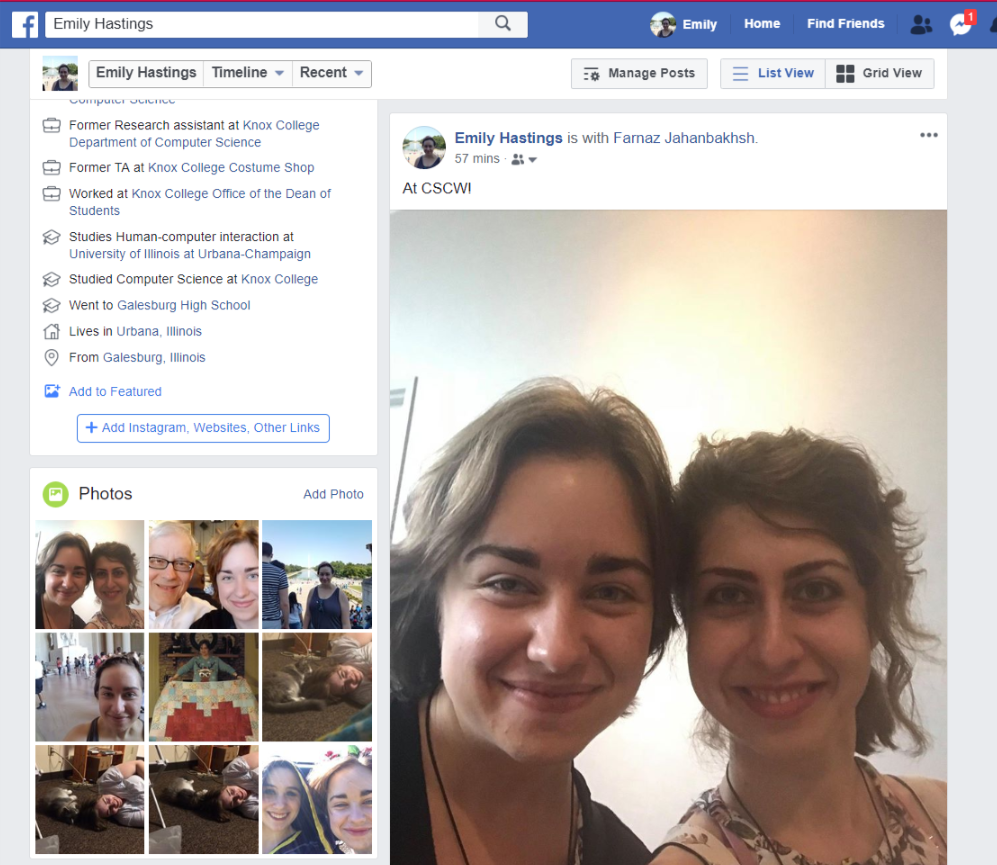 Emily Hastings
Emily Home Find Friends 1
Emily Hastings Timeline Recent Manage Posts List View Grid View
Computer Science
Former Research assistant at Knox College
Department of Computer Science
Former TA at Knox College Costume Shop
Worked at Knox College Office of the Dean of
Students
Studies Human-computer interaction at
University of Illinois at Urbana-Champaign
Studied Computer Science at Knox College
Went to Galesburg High School
Lives in Urbana, Illinois
From Galesburg, Illinois
Add to Featured
+ Add Instagram, Websites, Other Links
Photos Add Photo
Emily Hastings is with Farnaz Jahanbakhsh.
57 mins ·
At CSCW!